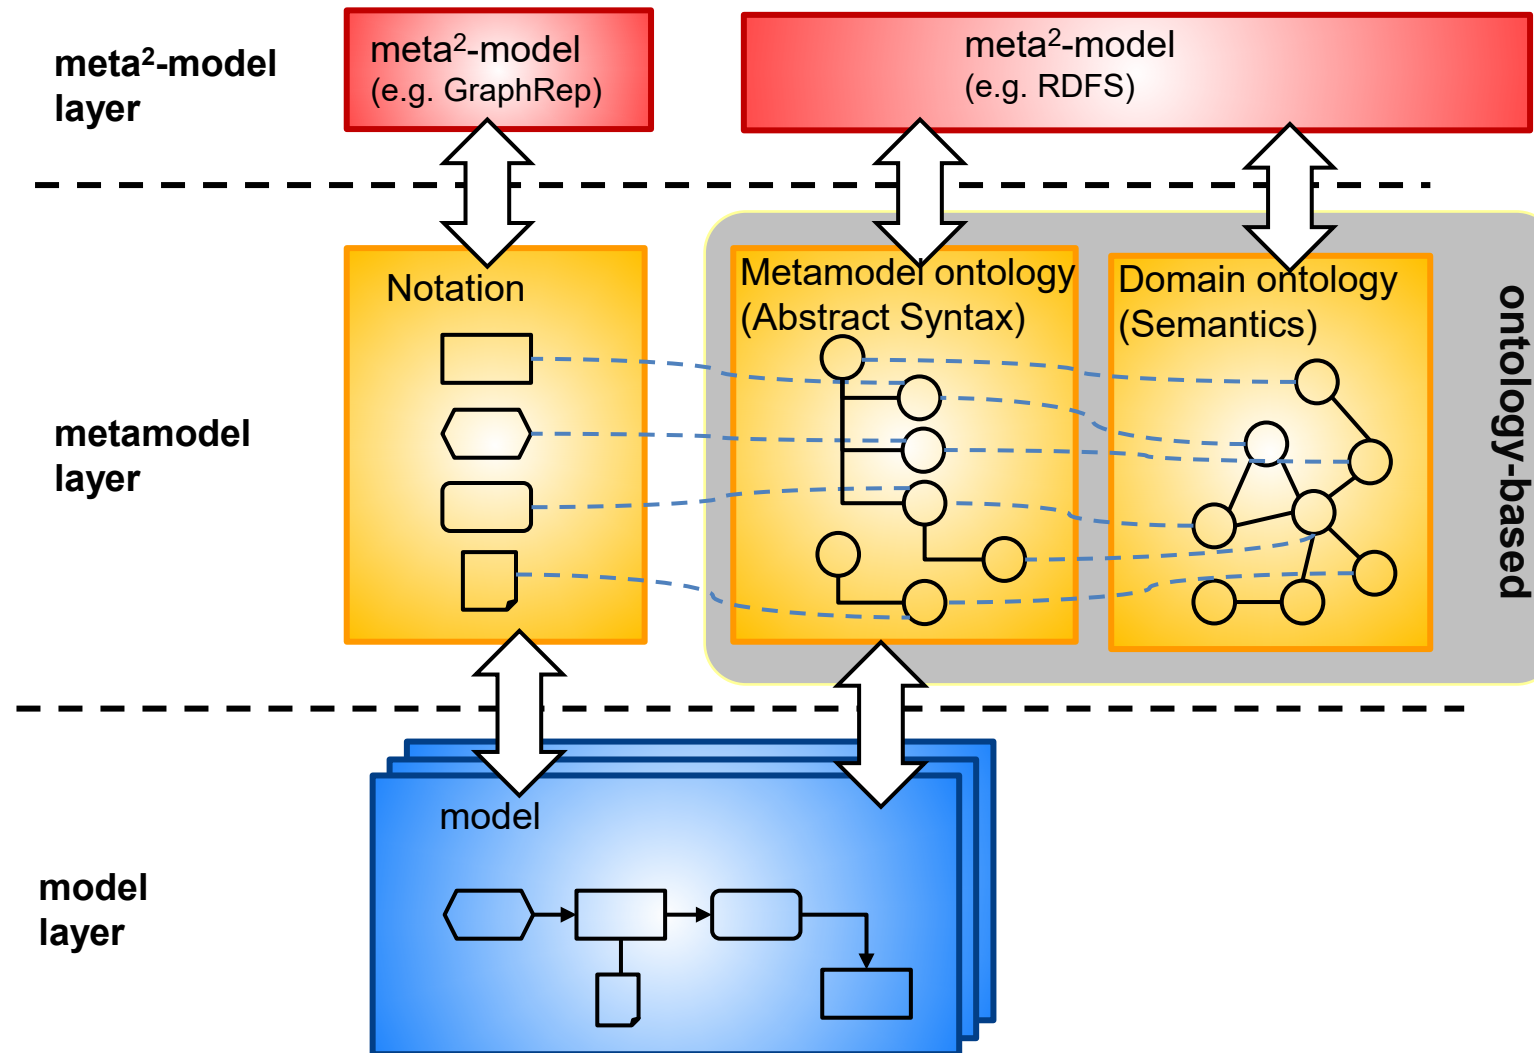 meta²-model
layer
meta²-model
(e.g. GraphRep)
meta²-model
(e.g. RDFS)
metamodel
layer
Notation
Metamodel ontology
(Abstract Syntax)
Domain ontology
(Semantics)
ontology-based
model
layer
model